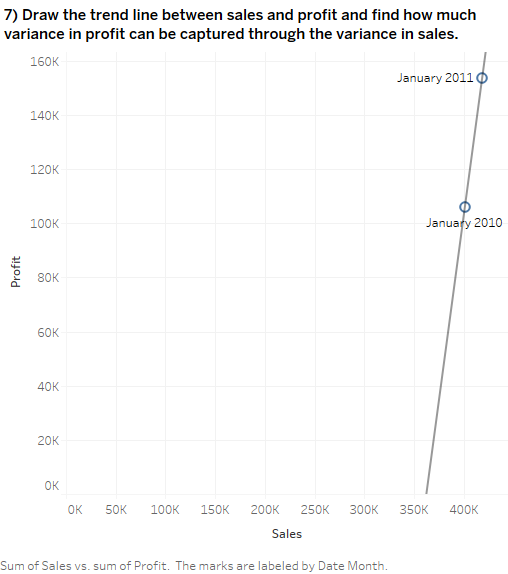 7) Draw the trend line between sales and profit and find how much
variance in profit can be captured through the variance in sales.
160K
January 2011
140K
120K
100K
January 2010
Profit
80K
60K
40K
20K
0K
0K 50K 100K 150K 200K 250K 300K 350K 400K
Sales
Sum of Sales vs. sum of Profit. The marks are labeled by Date Month.